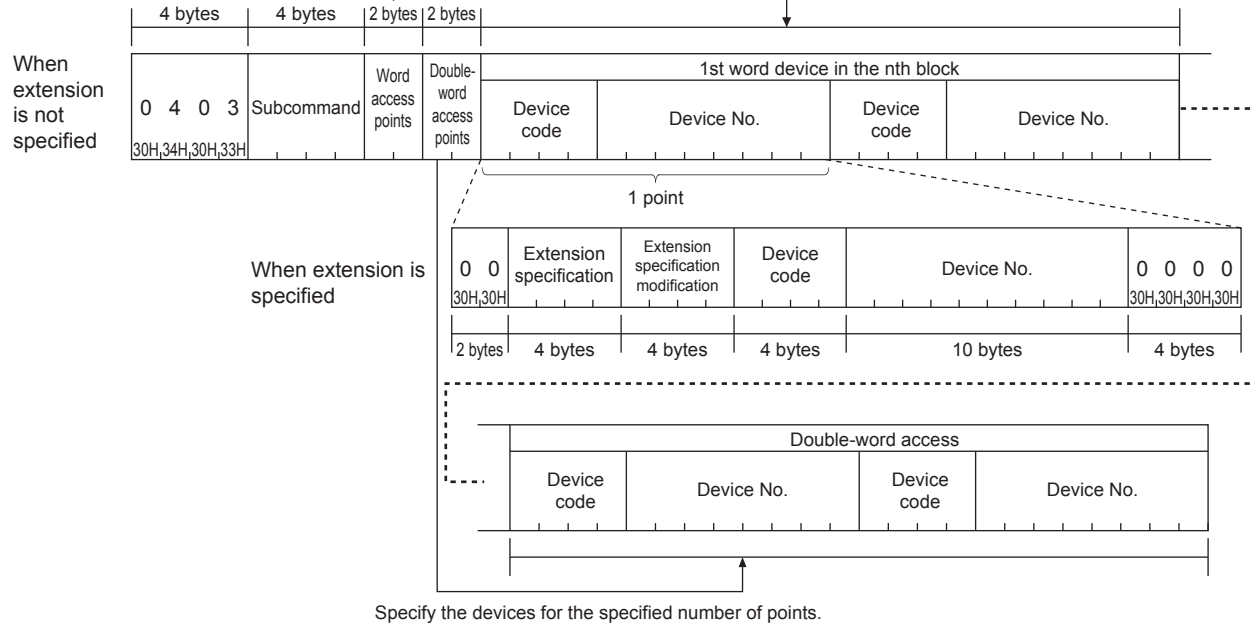 4 bytes 4 bytes 2 bytes 2 bytes
When
extension
is not
specified
0 4 0 3
30H,34H,30H,33H
Subcommand
Word
access
points
Double-
word
access
points
1st word device in the nth block
Device
code
Device No.
Device
code
Device No.
1 point
When extension is
specified
0 0
30H,30H
Extension
specification
Extension
specification
modification
Device
code
Device No.
0 0 0 0
30H,30H,30H,30H
2 bytes 4 bytes 4 bytes 4 bytes 10 bytes 4 bytes
Double-word access
Device
code
Device No.
Device
code
Device No.
Specify the devices for the specified number of points.